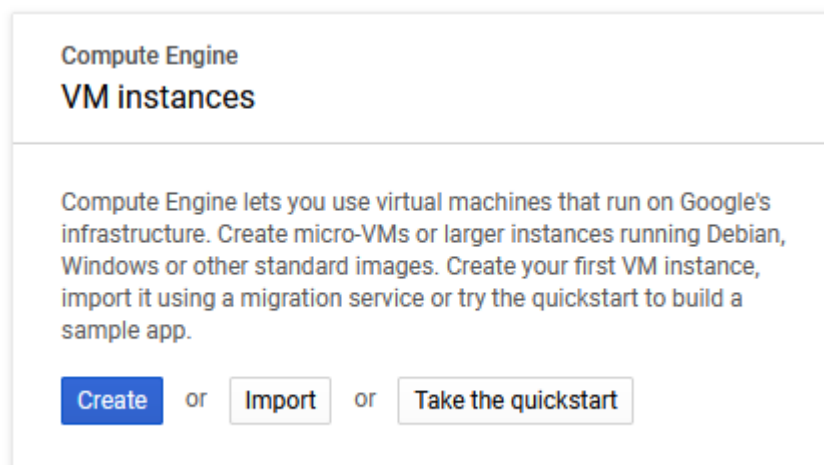 Compute Engine
VM instances
Compute Engine lets you use virtual machines that run on Google's
infrastructure. Create micro-VMs or larger instances running Debian,
Windows or other standard images. Create your first VM instance,
import it using a migration service or try the quickstart to build a
sample app.
Create or Import or Take the quickstart